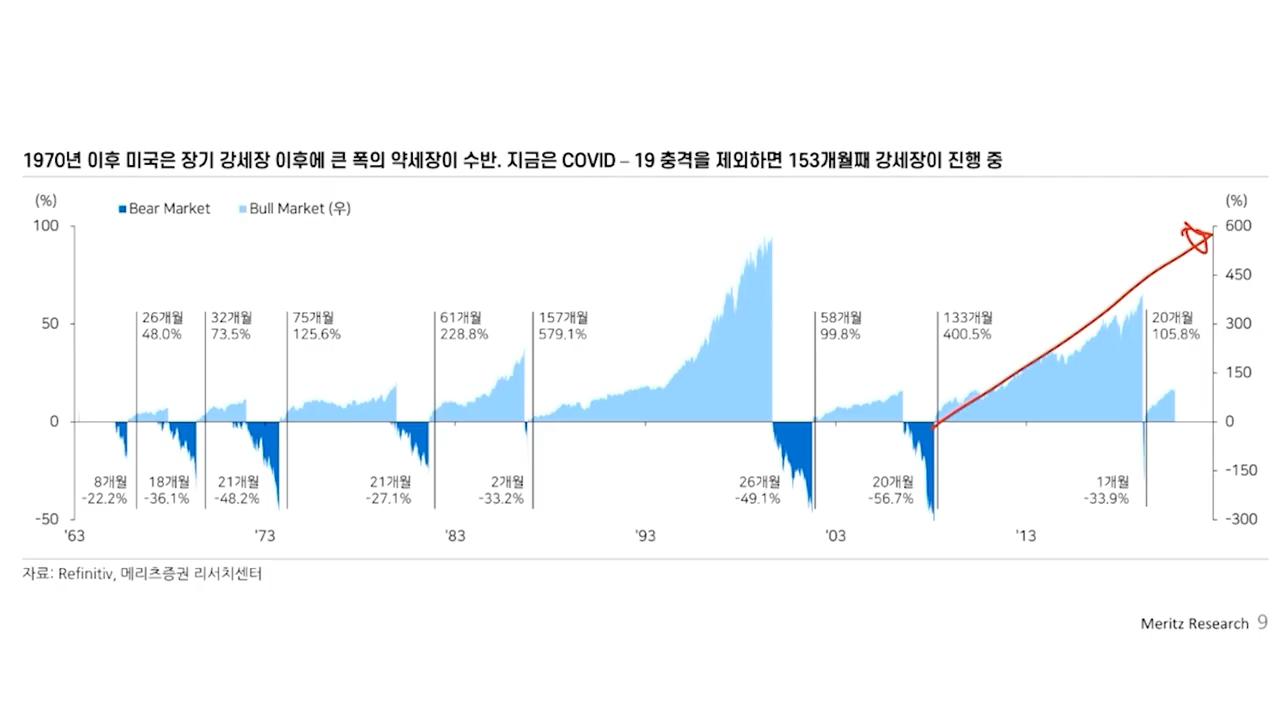 1970년 이후 미국은 장기 강세장 이후에 큰 폭의 약세장이 수반. 지금은 COVID – 19 충격을 제외하면 153개월째 강세장이 진행 중
(%)
(%)
Bear Market
Bull Market (우)
100
50
0
-50
600
450
300
150
0
-150
-300
26개월
48.0%
32개월
73.5%
75개월
125.6%
61개월
228.8%
157개월
579.1%
58개월
99.8%
133개월
400.5%
20개월
105.8%
8개월
-22.2%
18개월
-36.1%
21개월
-48.2%
21개월
-27.1%
2개월
-33.2%
26개월
-49.1%
20개월
-56.7%
1개월
-33.9%
'63
'73
'83
'93
'03
'13
자료: Refinitiv, 메리츠증권 리서치센터
Meritz Research 9